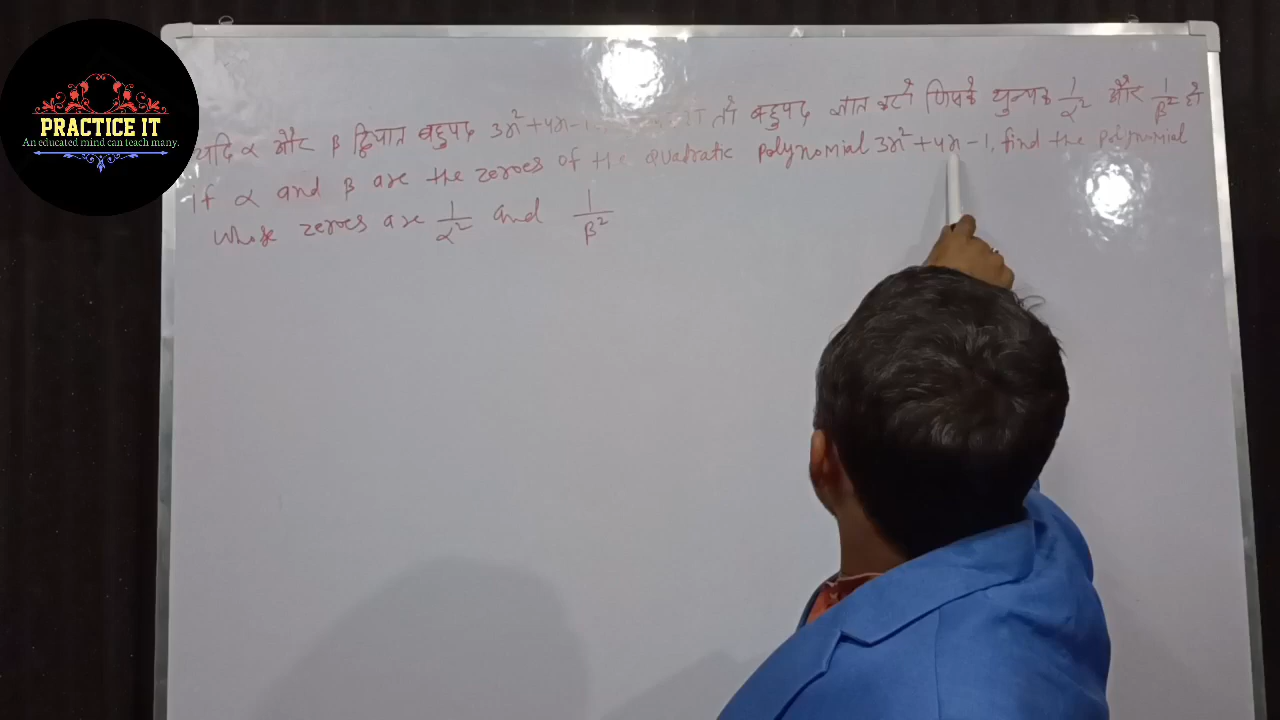 PRACTICE IT
An educated mind can teach many.
यदि α और β द्विघात बहुपद 3x²+4x-1 तो बहुपद ज्ञात करो जिसके शुन्यक 1/α² और 1/β² हो
if α and β are the zeroes of the quadratic polynomial 3x²+4x-1, find the polynomial
whose zeroes are 1/α² and 1/β²